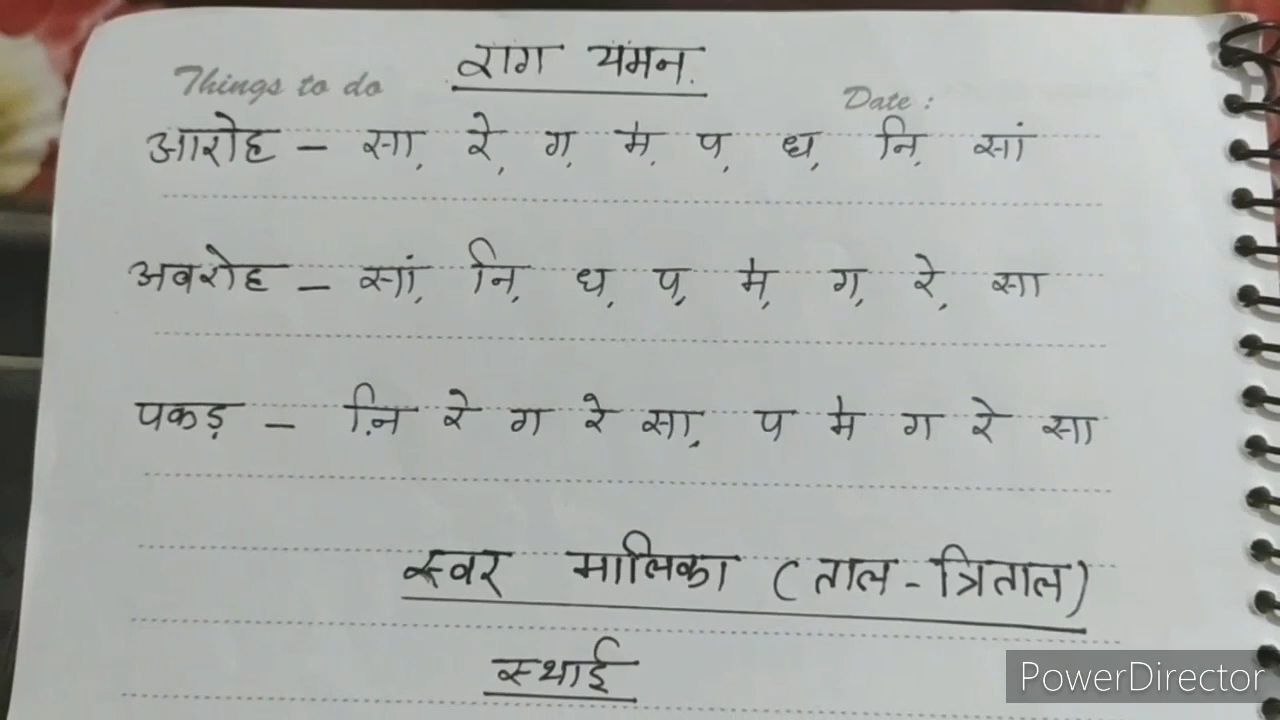 राग यमन.
Things to do
Date :
आरोह - सा, रे, ग, म॑, प, ध, नि, सां
अवरोह - सां, नि, ध, प, म॑, ग, रे, सा
पकड़ - ऩि रे ग रे सा, प म॑ ग रे सा
स्वर मालिका (ताल - त्रिताल)
स्थाई
PowerDirector